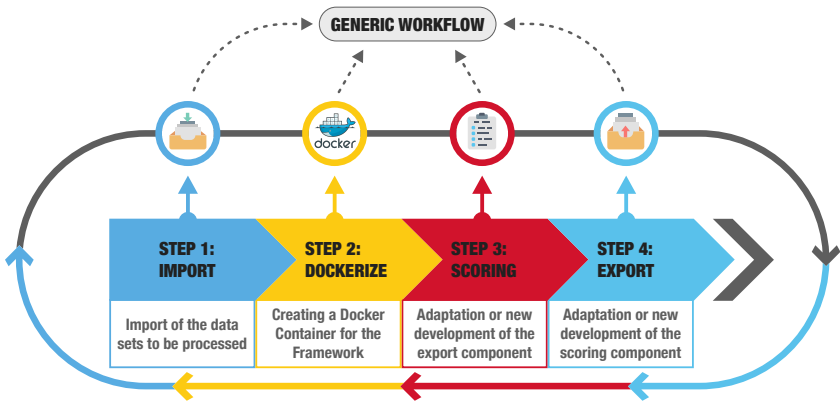 GENERIC WORKFLOW
docker
STEP 1:
IMPORT
STEP 2:
DOCKERIZE
STEP 3:
SCORING
STEP 4:
EXPORT
Import of the data
sets to be processed
Creating a Docker
Container for the
Framework
Adaptation or new
development of the
export component
Adaptation or new
development of the
scoring component